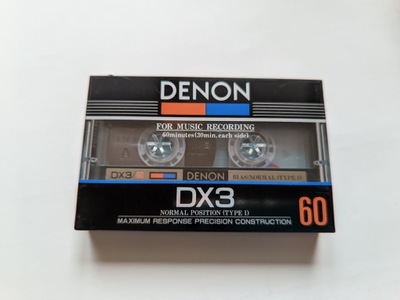 DENON
FOR MUSIC RECORDING
60minutes(30min.each side)
A
DX3 60 DENON BIAS/NORMAL (TYPE I)
DX3
NORMAL POSITION (TYPE I)
60
MAXIMUM RESPONSE PRECISION CONSTRUCTION